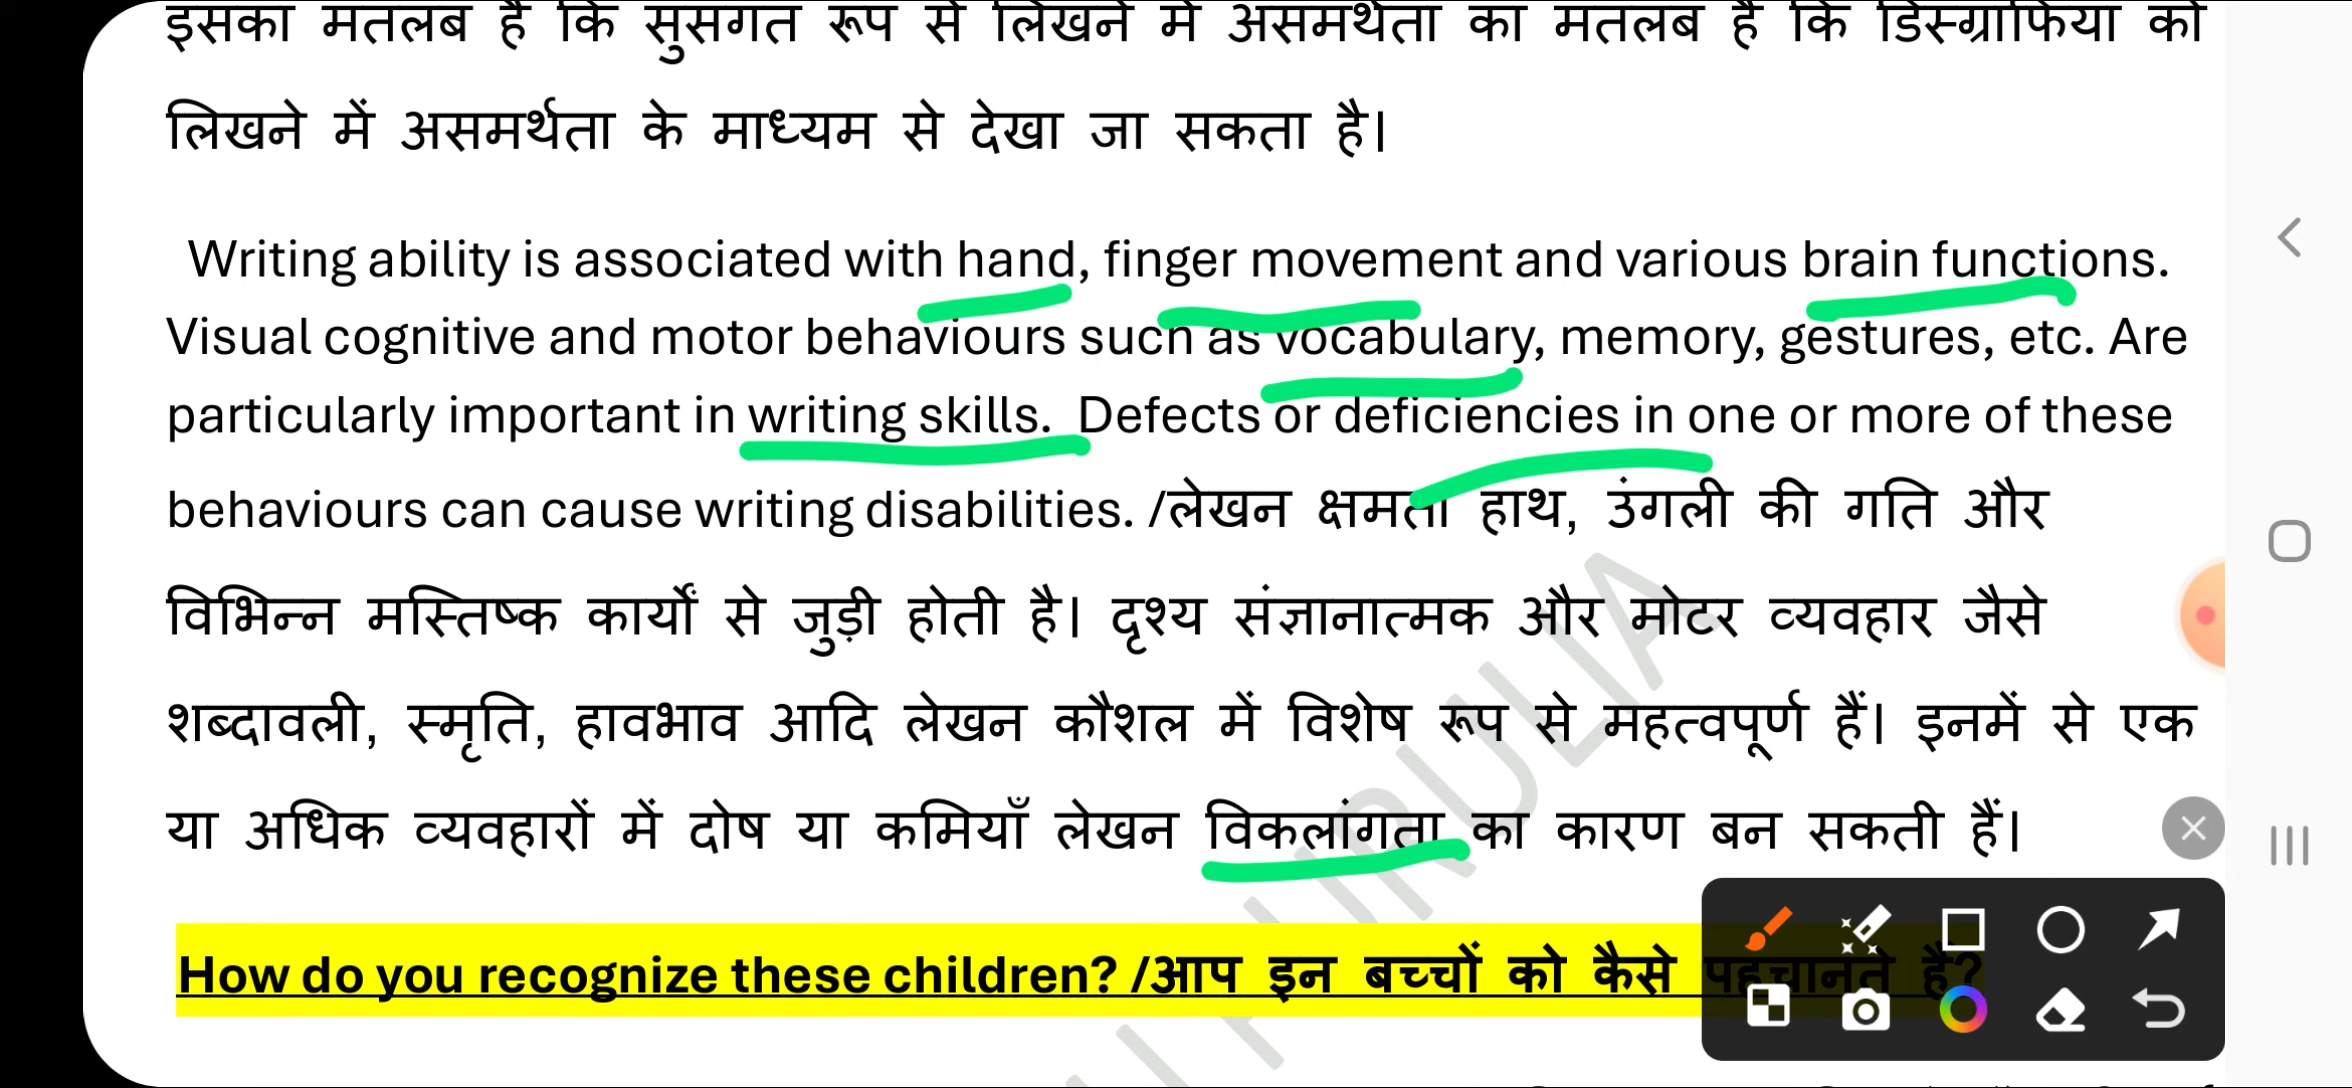 इसका मतलब है कि सुसंगत रूप से लिखने में असमर्थता का मतलब है कि डिस्ग्राफिया को
लिखने में असमर्थता के माध्यम से देखा जा सकता है।
Writing ability is associated with hand, finger movement and various brain functions.
Visual cognitive and motor behaviours such as vocabulary, memory, gestures, etc. Are
particularly important in writing skills. Defects or deficiencies in one or more of these
behaviours can cause writing disabilities. /लेखन क्षमता हाथ, उंगली की गति और
विभिन्न मस्तिष्क कार्यों से जुड़ी होती है। दृश्य संज्ञानात्मक और मोटर व्यवहार जैसे
शब्दावली, स्मृति, हावभाव आदि लेखन कौशल में विशेष रूप से महत्वपूर्ण हैं। इनमें से एक
या अधिक व्यवहारों में दोष या कमियाँ लेखन विकलांगता का कारण बन सकती हैं।
How do you recognize these children? /आप इन बच्चों को कैसे पहचानते हैं?